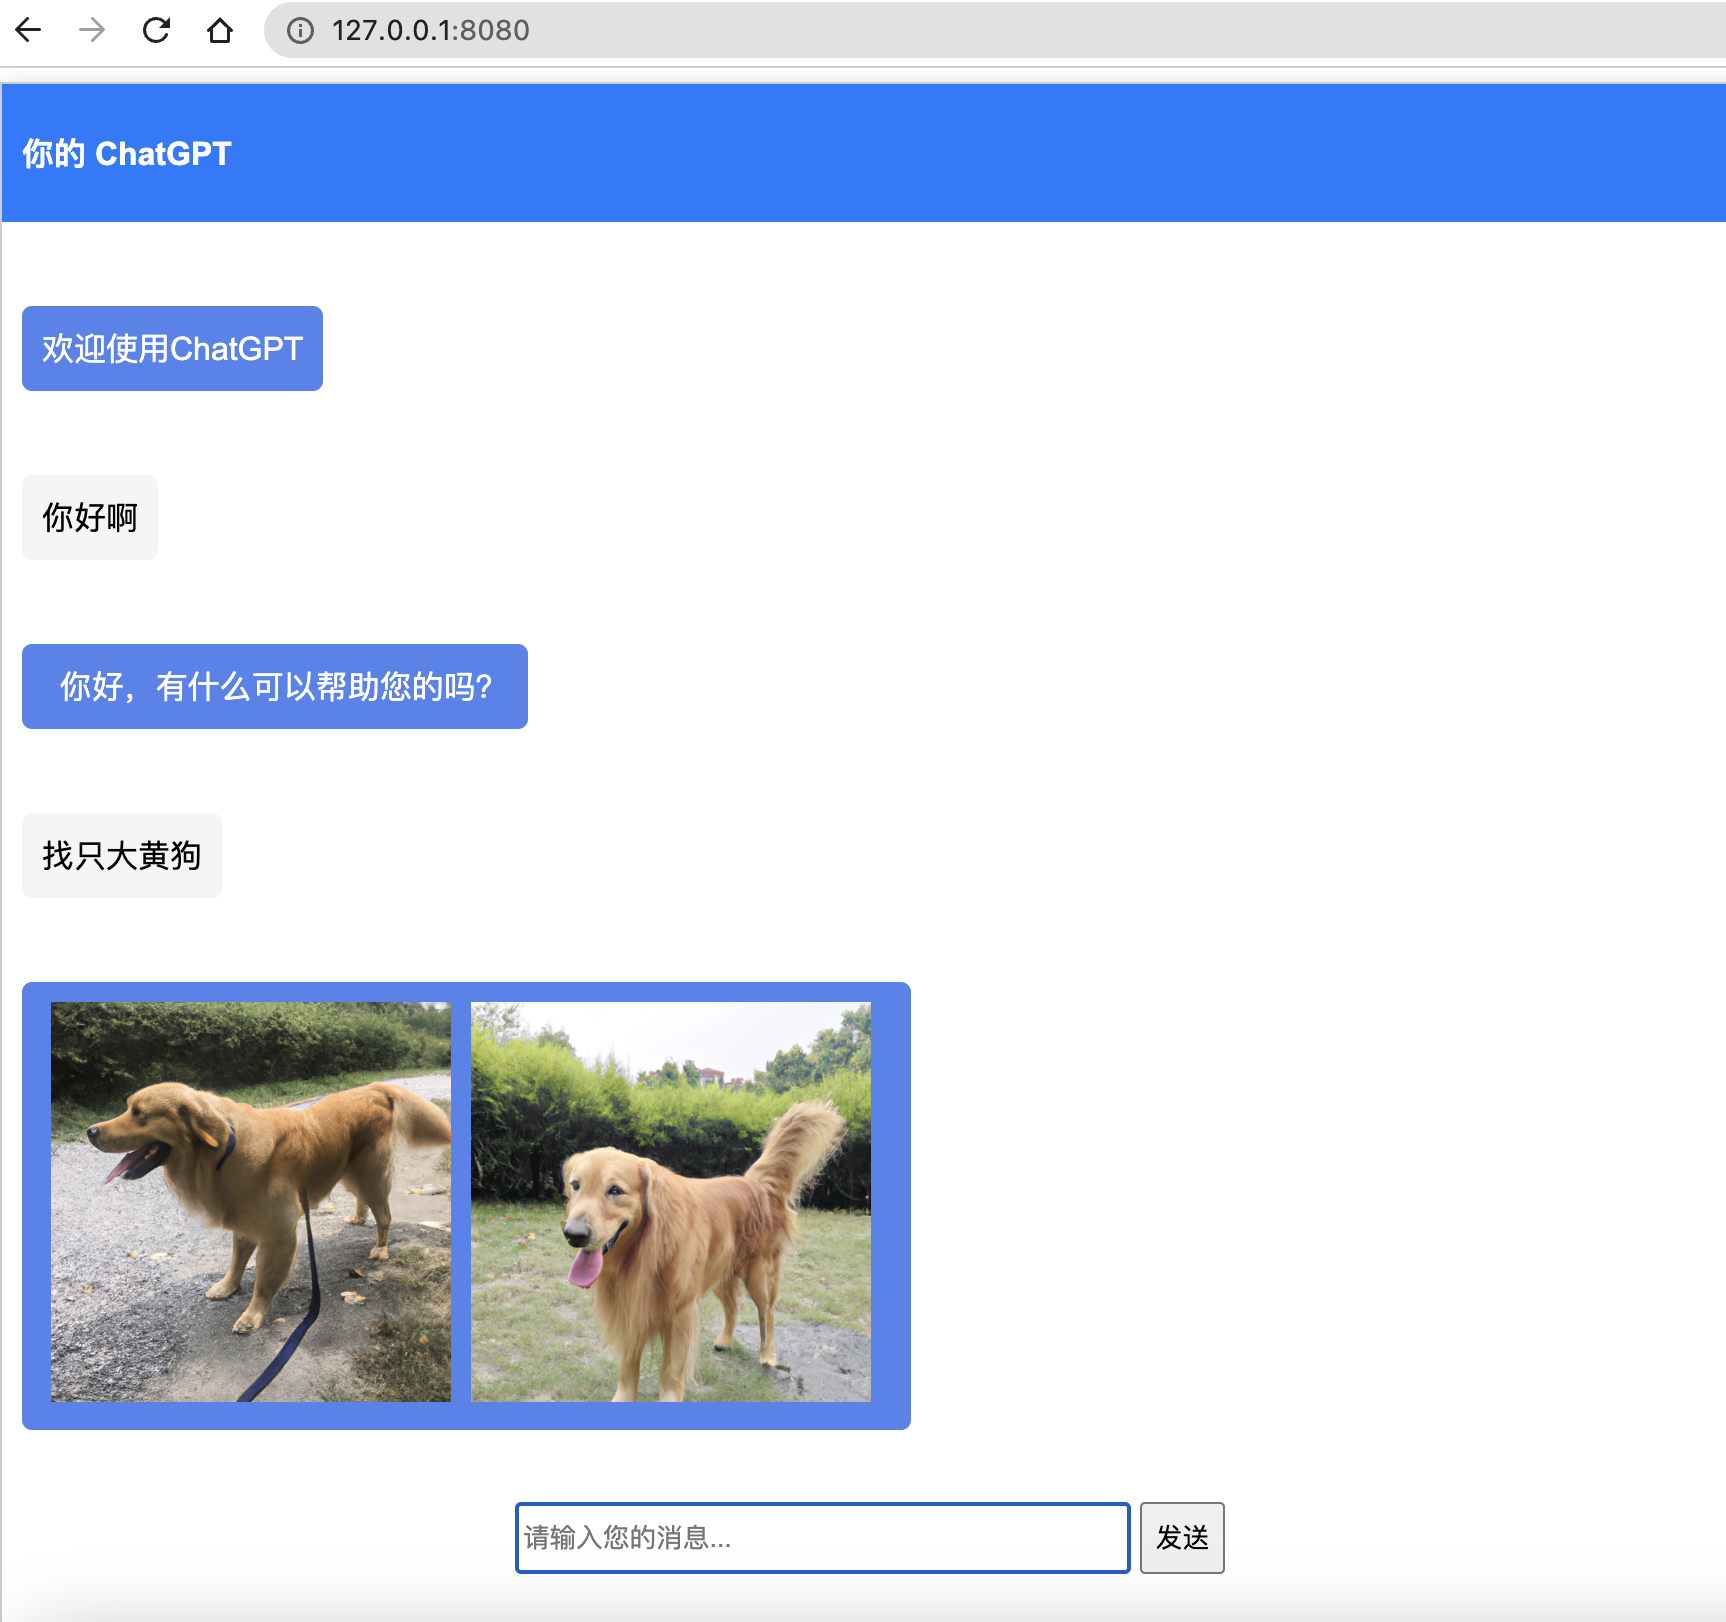 127.0.0.1:8080
你的 ChatGPT
欢迎使用ChatGPT
你好啊
你好，有什么可以帮助您的吗?
找只大黄狗
请输入您的消息...
发送